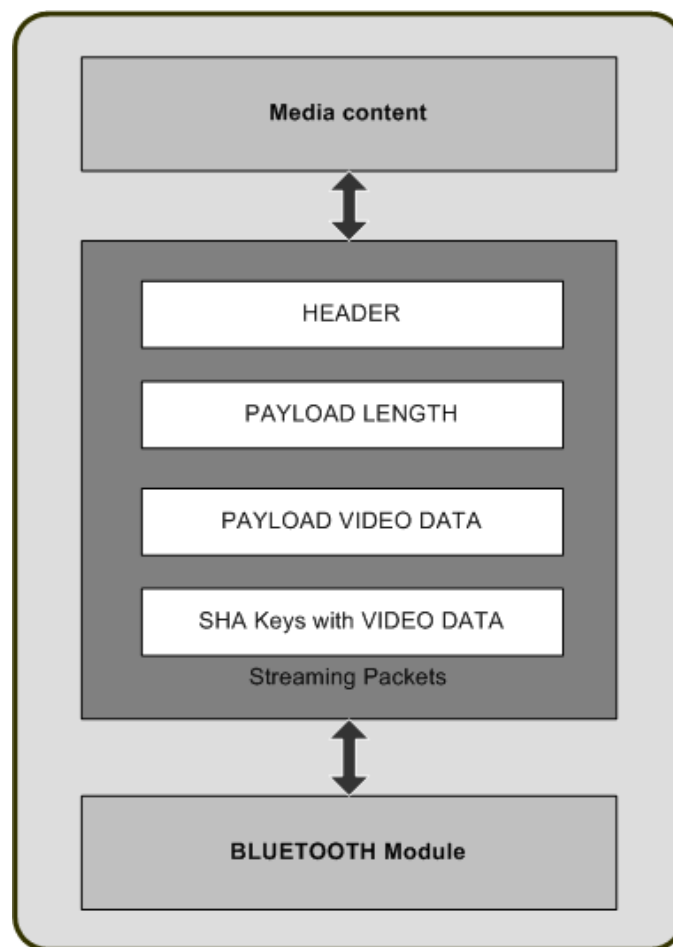 Media content
HEADER
PAYLOAD LENGTH
PAYLOAD VIDEO DATA
SHA Keys with VIDEO DATA
Streaming Packets
BLUETOOTH Module